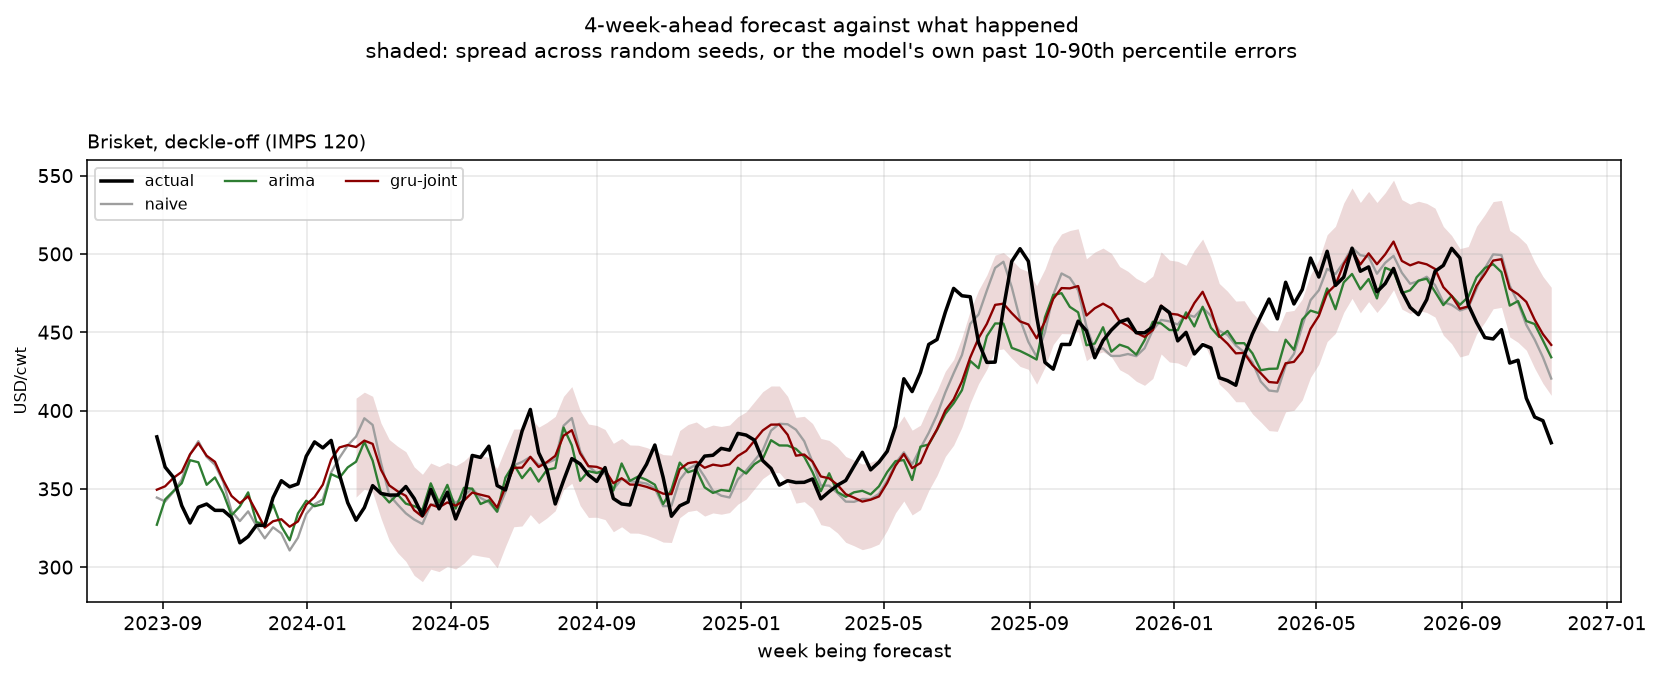 4-week-ahead forecast against what happened
shaded: spread across random seeds, or the model's own past 10-90th percentile errors
Brisket, deckle-off (IMPS 120)
actual arima gru-joint
naive
550
500
450
400
350
300
USD/cwt
2023-09 2024-01 2024-05 2024-09 2025-01 2025-05 2025-09 2026-01 2026-05 2026-09 2027-01
week being forecast